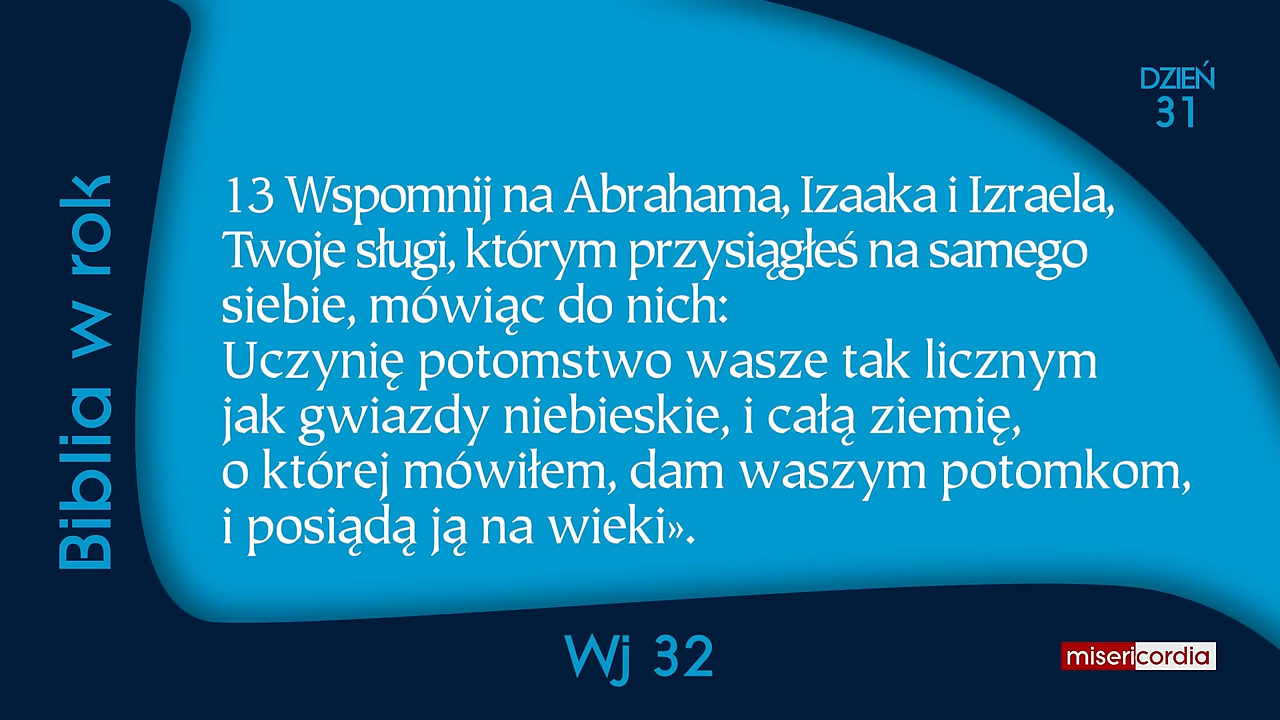 DZIEŃ
31
Biblia w rok
13 Wspomnij na Abrahama, Izaaka i Izraela,
Twoje sługi, którym przysiągłeś na samego
siebie, mówiąc do nich:
Uczynię potomstwo wasze tak licznym
jak gwiazdy niebieskie, i całą ziemię,
o której mówiłem, dam waszym potomkom,
i posiądą ją na wieki».
Wj 32
misericordia